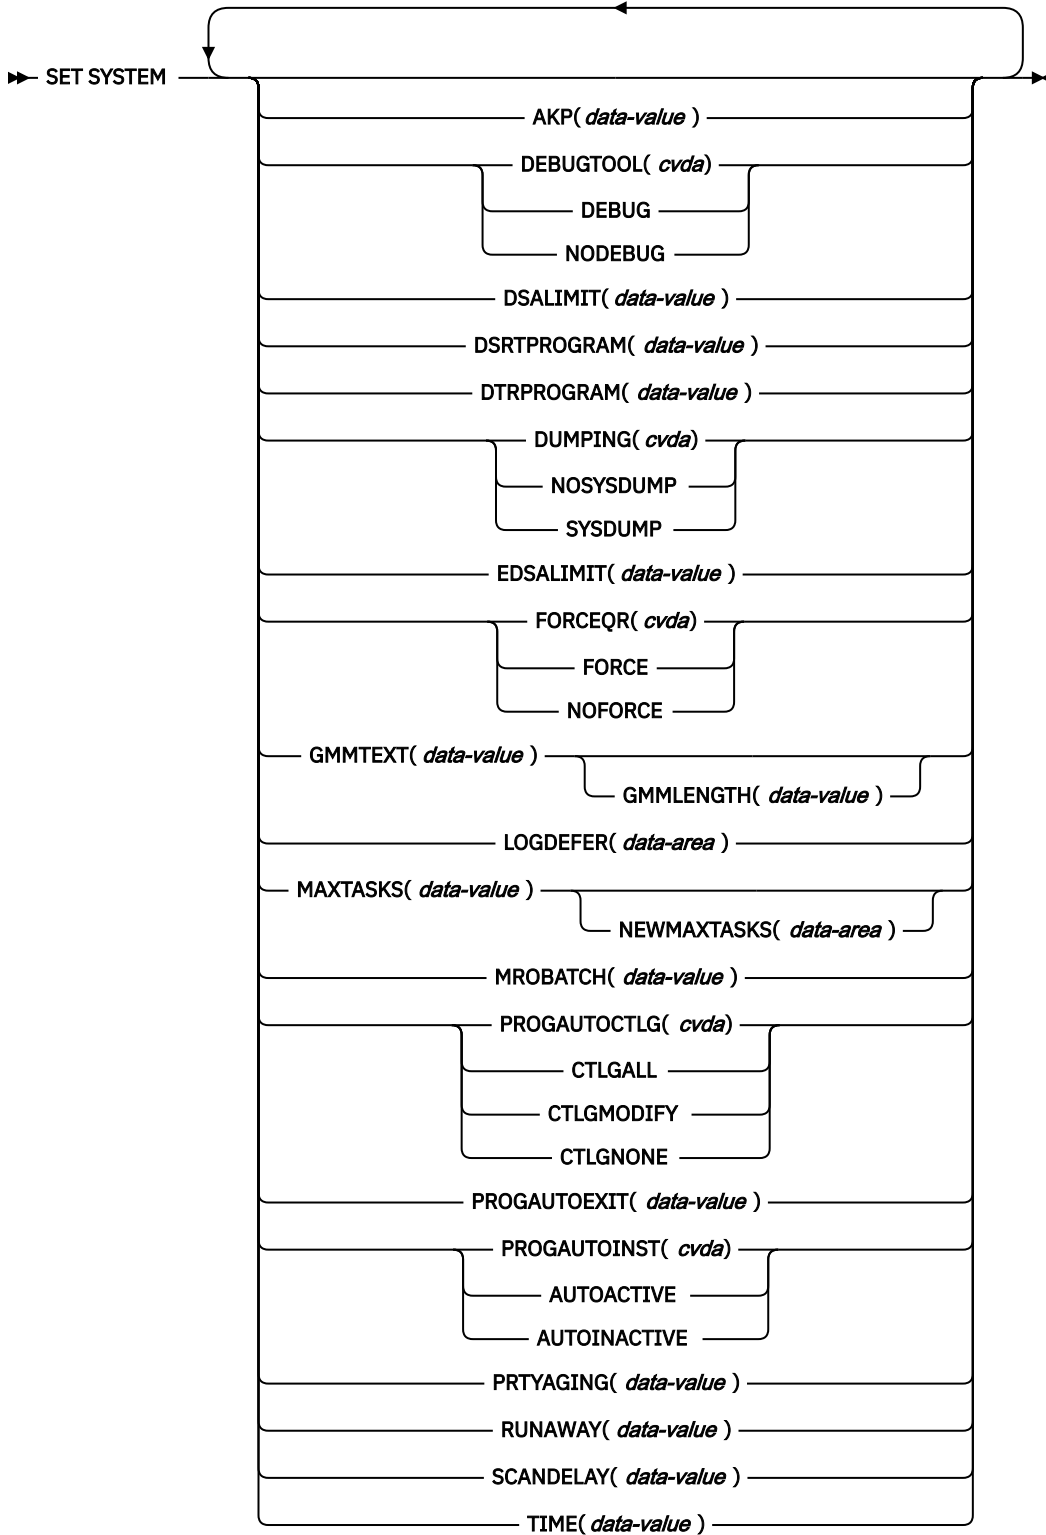 SET SYSTEM
AKP( data-value )
DEBUGTOOL( cvda)
DEBUG
NODEBUG
DSALIMIT( data-value )
DSRTPROGRAM( data-value )
DTRPROGRAM( data-value )
DUMPING( cvda)
NOSYSDUMP
SYSDUMP
EDSALIMIT( data-value )
FORCEQR( cvda)
FORCE
NOFORCE
GMMTEXT( data-value )
GMMLENGTH( data-value )
LOGDEFER( data-area )
MAXTASKS( data-value )
NEWMAXTASKS( data-area )
MROBATCH( data-value )
PROGAUTOCTLG( cvda)
CTLGALL
CTLGMODIFY
CTLGNONE
PROGAUTOEXIT( data-value )
PROGAUTOINST( cvda)
AUTOACTIVE
AUTOINACTIVE
PRTYAGING( data-value )
RUNAWAY( data-value )
SCANDELAY( data-value )
TIME( data-value )